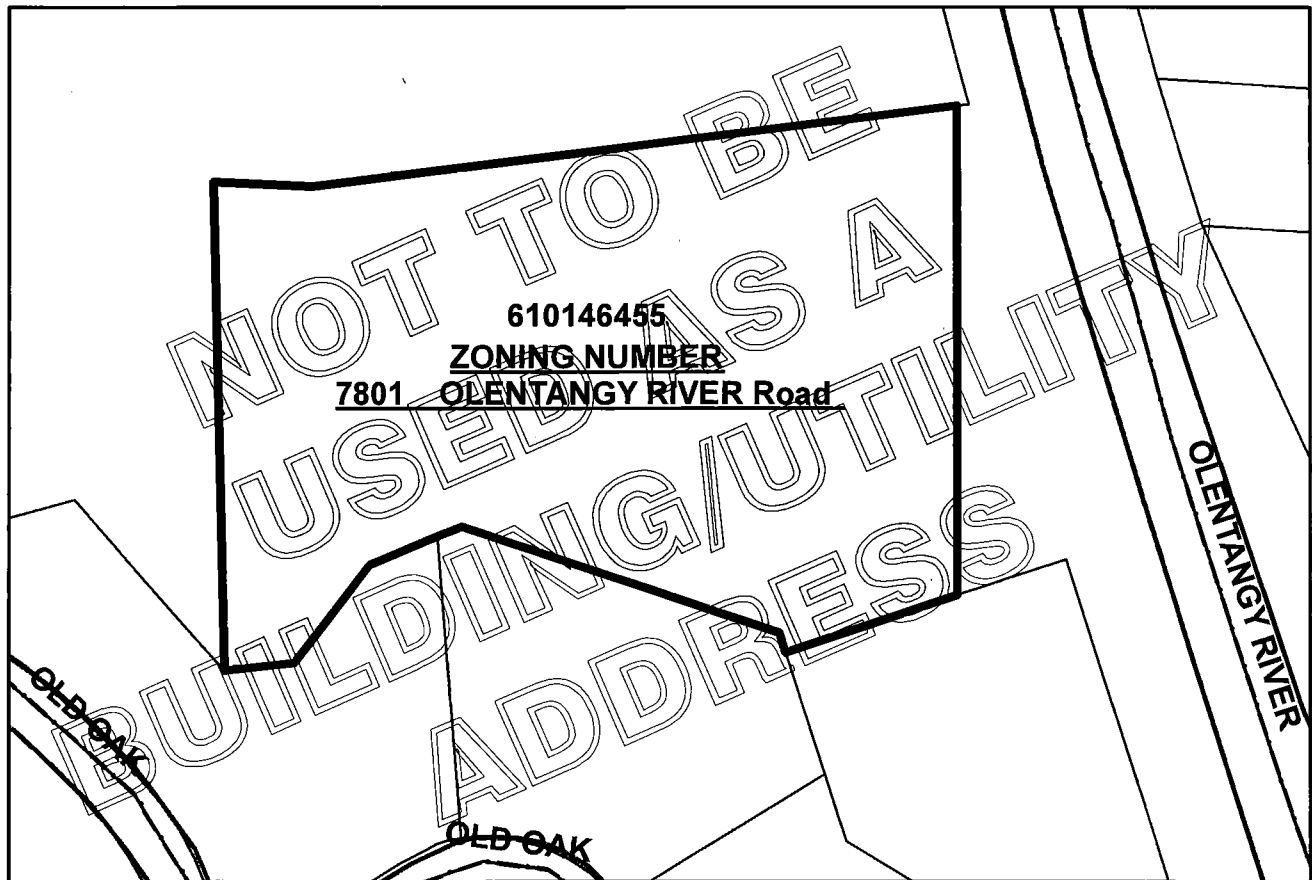 NOT TO BE
USED AS A
BUILDING/UTILITY
ADDRESS
610146455
ZONING NUMBER
7801 OLENTANGY RIVER Road
OLENTANGY RIVER
OLD OAK
OLD OAK